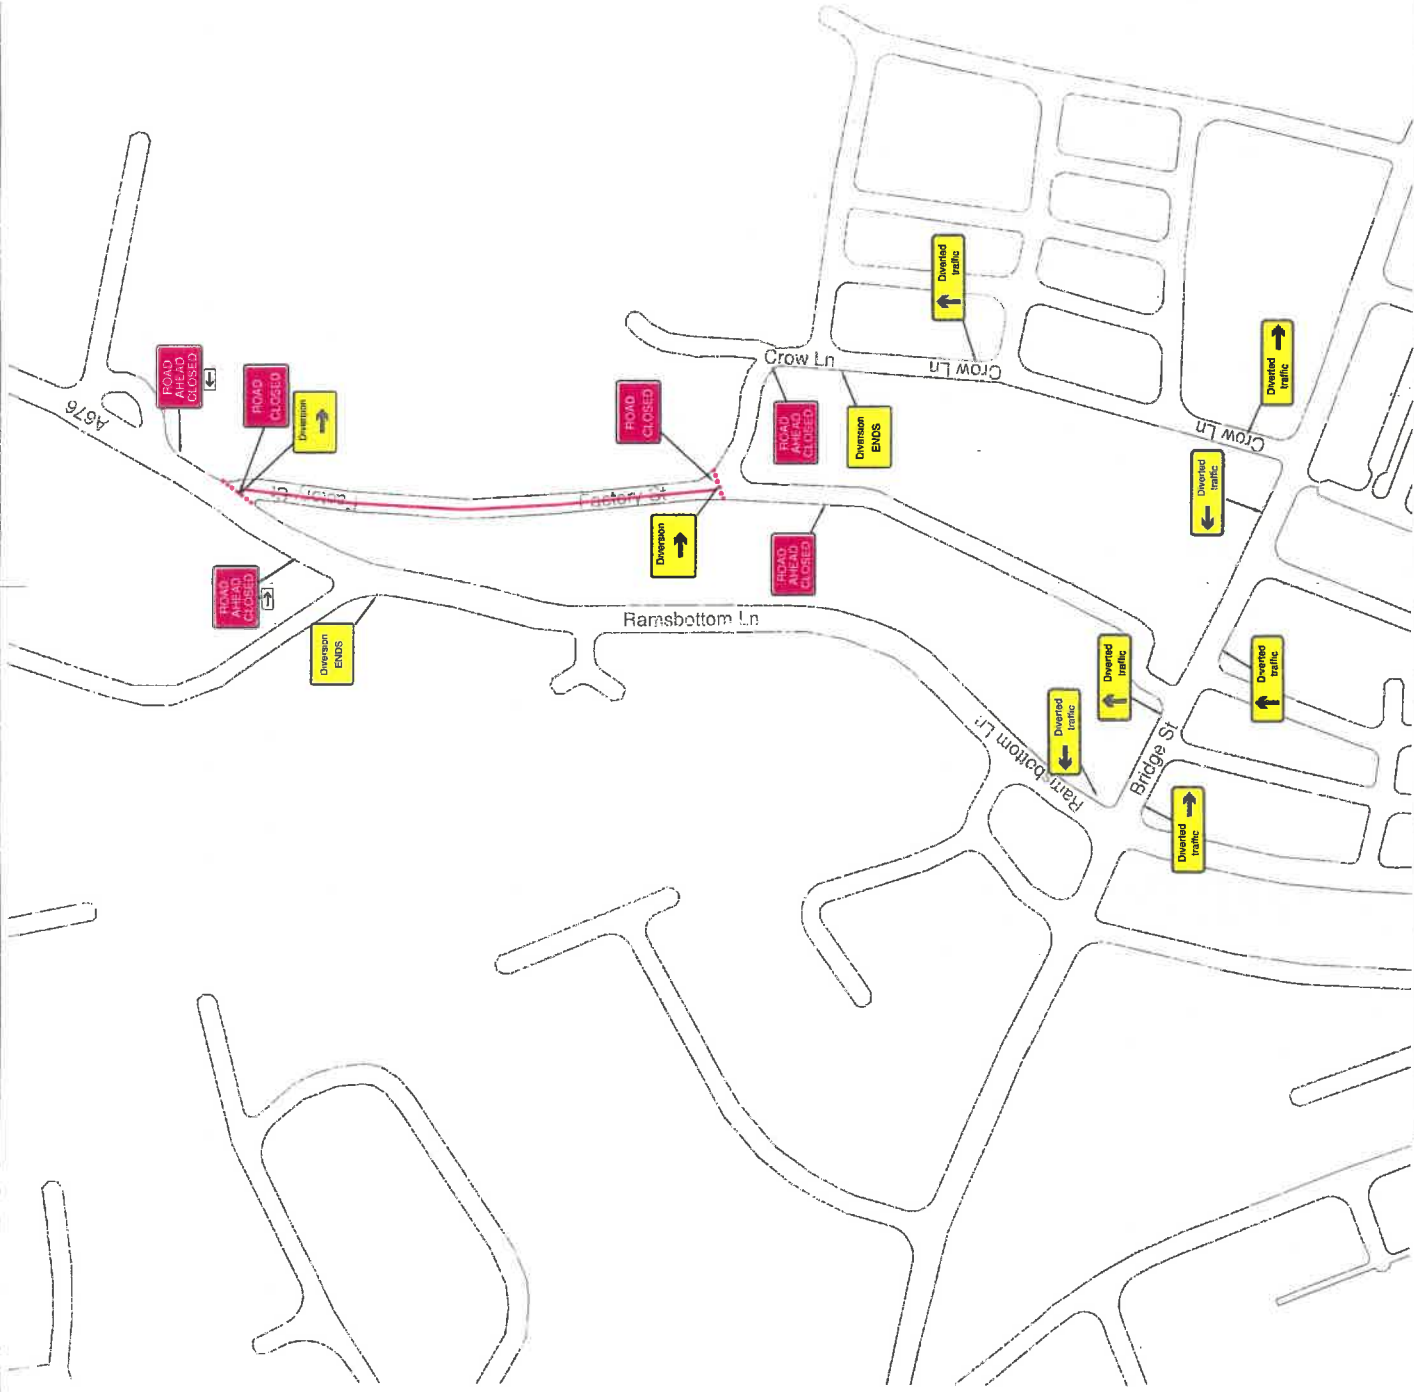 A676
ROAD
AHEAD
CLOSED
ROAD
CLOSED
Diversion
ROAD
AHEAD
CLOSED
Diversion
ENDS
Factory St
ROAD
CLOSED
Diversion
ROAD
AHEAD
CLOSED
ROAD
AHEAD
CLOSED
Diversion
ENDS
Crow Ln
Crow Ln
Crow Ln
Diverted
traffic
Diverted
traffic
Diverted
traffic
Ramsbottom Ln
Ramsbottom Ln
Diverted
traffic
Diverted
traffic
Bridge St
Diverted
traffic
Diverted
traffic